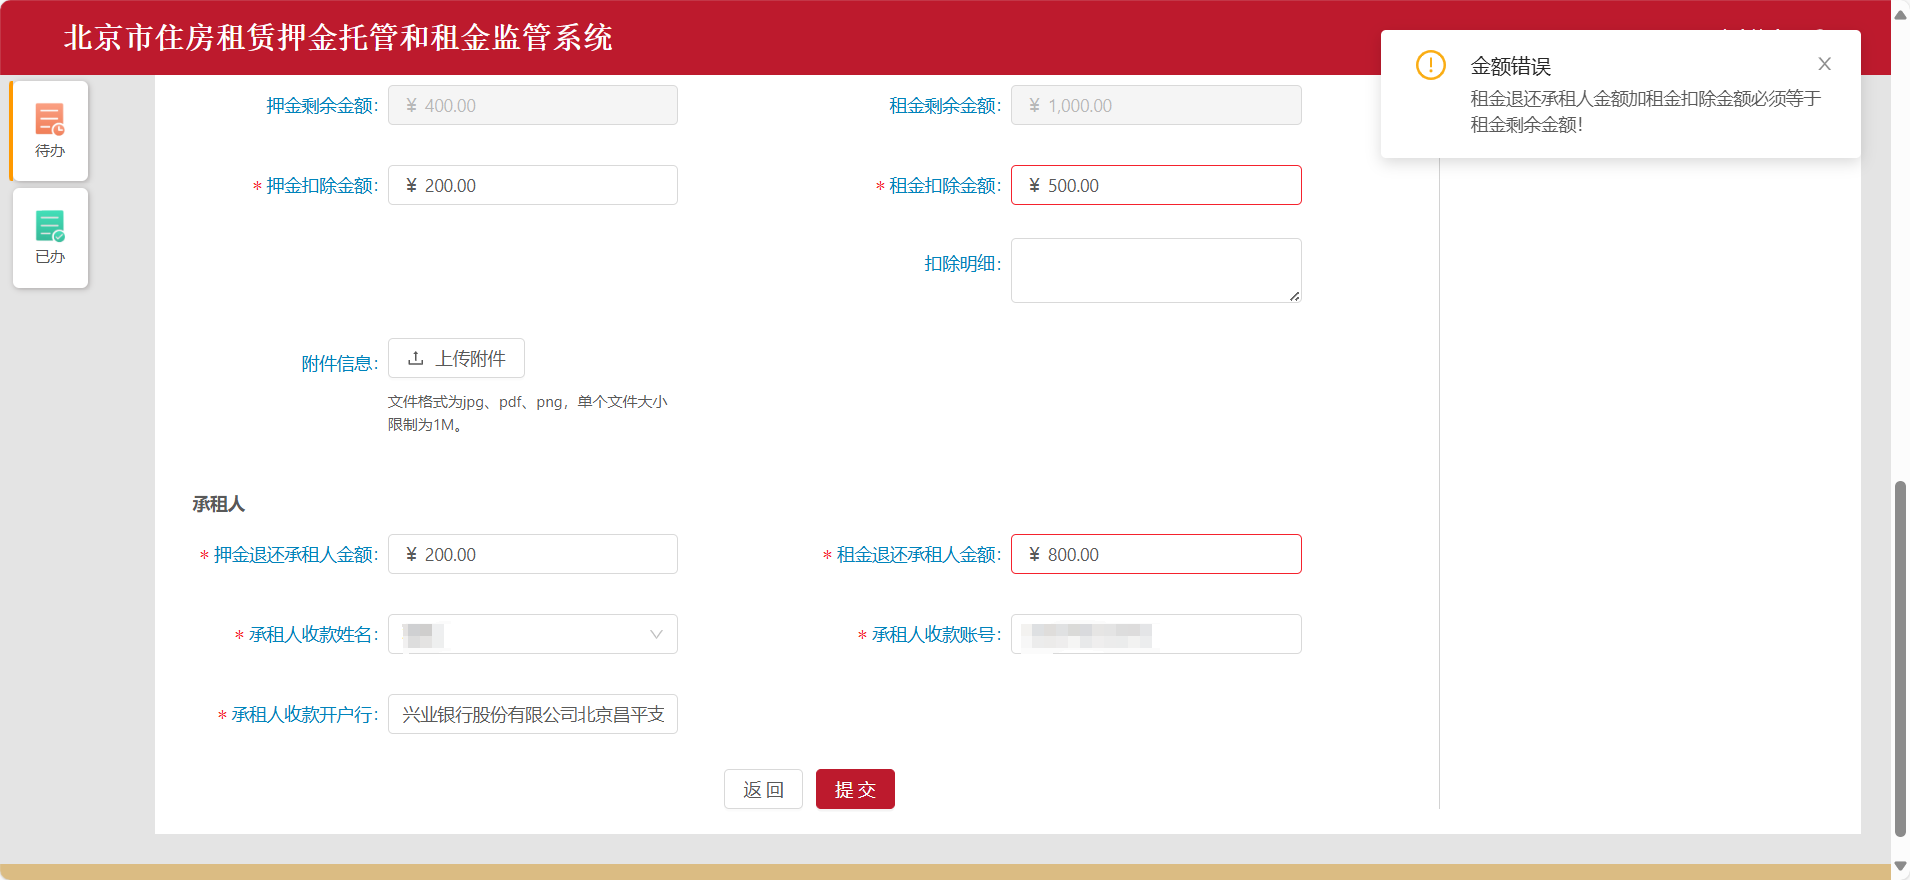 北京市住房租赁押金托管和租金监管系统
金额错误
租金退还承租人金额加租金扣除金额必须等于
租金剩余金额！
待办
已办
押金剩余金额： ¥ 400.00
租金剩余金额： ¥ 1,000.00
* 押金扣除金额： ¥ 200.00
* 租金扣除金额： ¥ 500.00
扣除明细：
附件信息： 上传附件
文件格式为jpg、pdf、png，单个文件大小
限制为1M。
承租人
* 押金退还承租人金额： ¥ 200.00
* 租金退还承租人金额： ¥ 800.00
* 承租人收款姓名：
* 承租人收款账号：
* 承租人收款开户行： 兴业银行股份有限公司北京昌平支
返 回
提 交